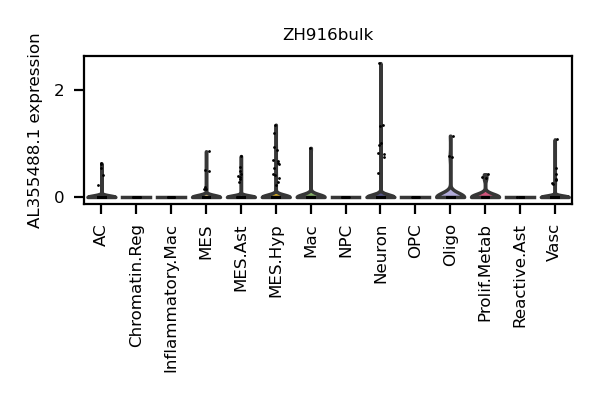 ZH916bulk
AL355488.1 expression
2
0
AC
Chromatin.Reg
Inflammatory.Mac
MES
MES.Ast
MES.Hyp
Mac
NPC
Neuron
OPC
Oligo
Prolif.Metab
Reactive.Ast
Vasc